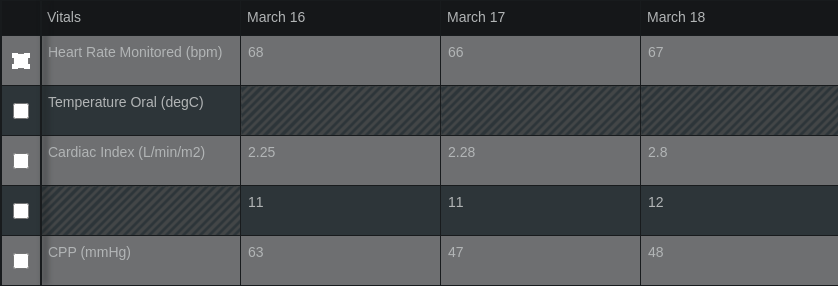 Vitals March 16 March 17 March 18
Heart Rate Monitored (bpm) 68 66 67
Temperature Oral (degC)
Cardiac Index (L/min/m2) 2.25 2.28 2.8
11 11 12
CPP (mmHg) 63 47 48